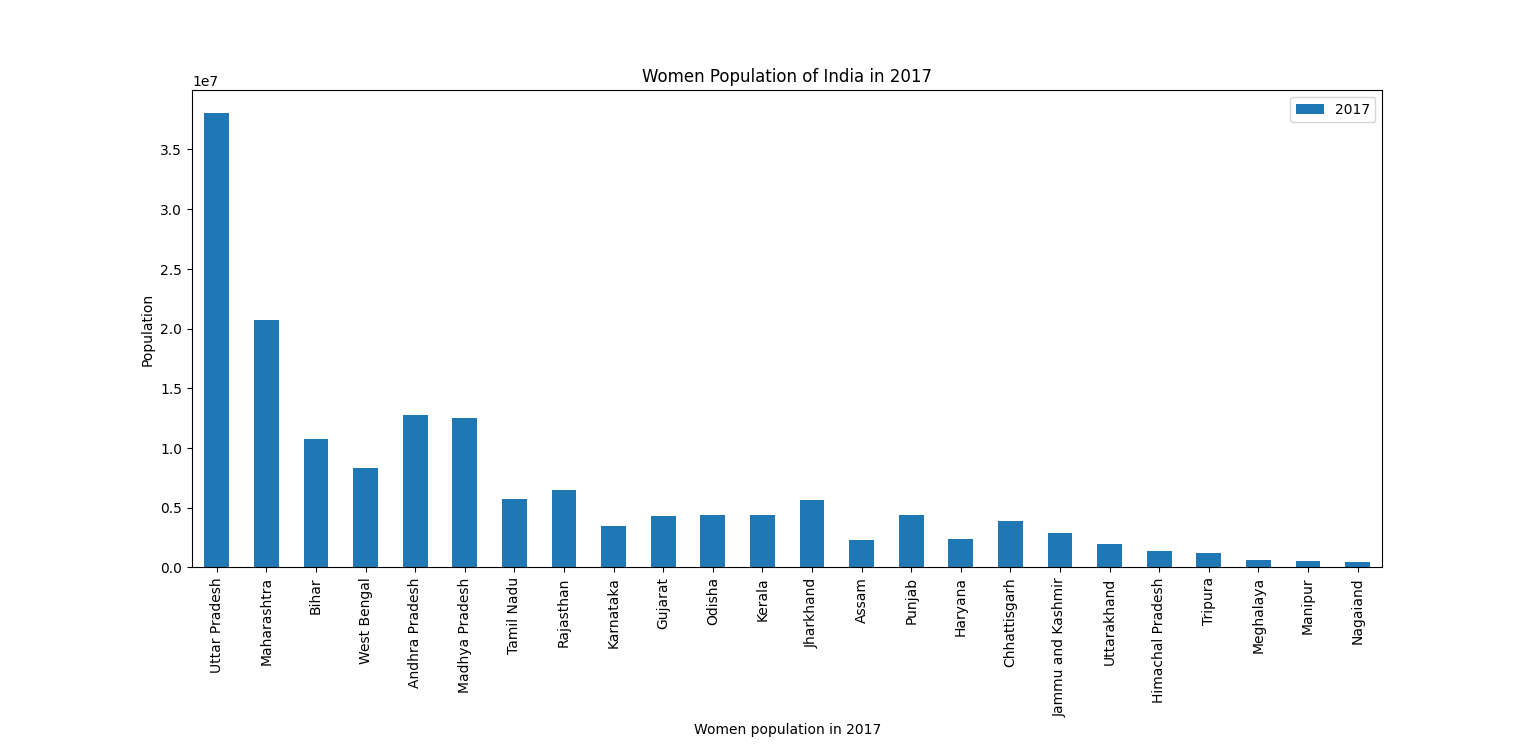 Women Population of India in 2017
1e7
2017
3.5
3.0
2.5
2.0
1.5
1.0
0.5
0.0
Population
Uttar Pradesh
Maharashtra
Bihar
West Bengal
Andhra Pradesh
Madhya Pradesh
Tamil Nadu
Rajasthan
Karnataka
Gujarat
Odisha
Kerala
Jharkhand
Assam
Punjab
Haryana
Chhattisgarh
Jammu and Kashmir
Uttarakhand
Himachal Pradesh
Tripura
Meghalaya
Manipur
Nagaiand
Women population in 2017